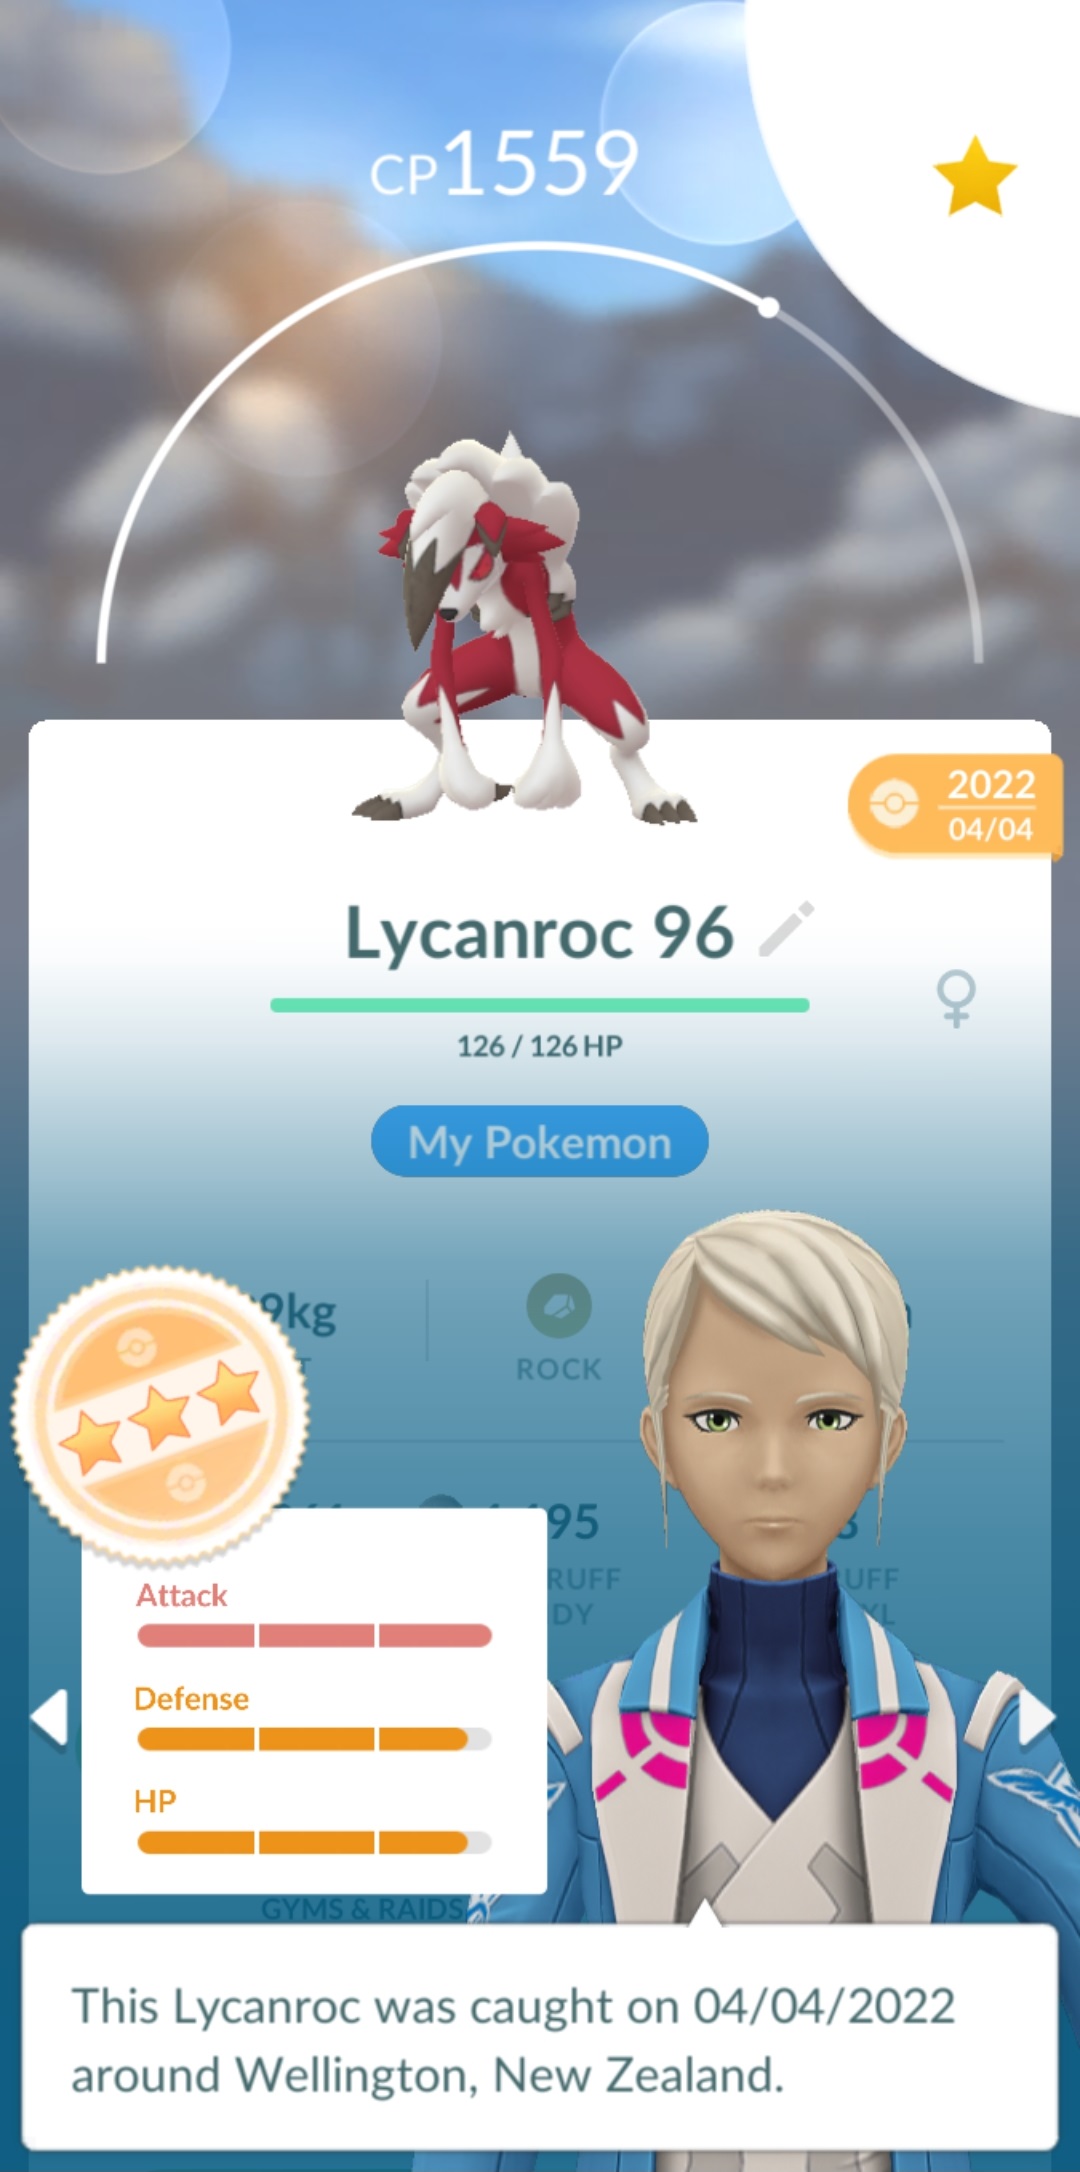 CP1559
2022
04/04
Lycanroc 96
126 / 126 HP
My Pokemon
9kg
ROCK
95
RUFF
UFF
DY
XL
Attack
Defense
HP
GYMS & RAIDS
This Lycanroc was caught on 04/04/2022
around Wellington, New Zealand.